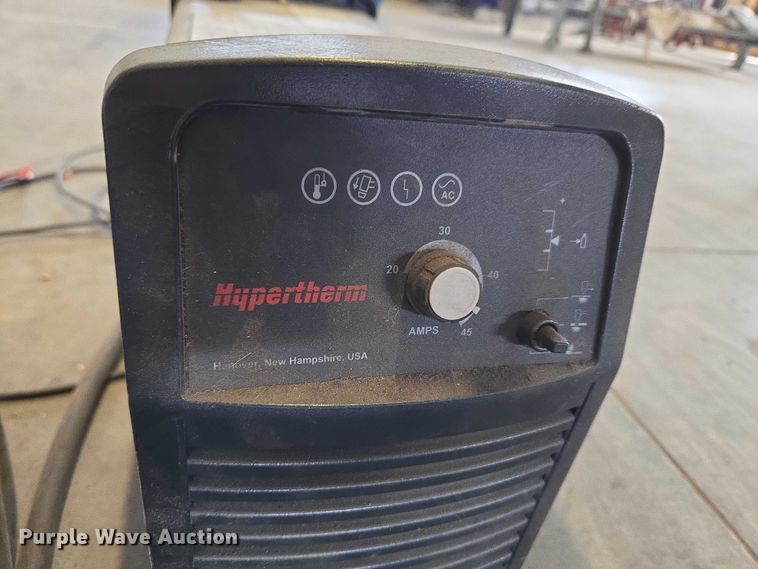 AC
30
20
40
Hypertherm
AMPS
45
Hanover, New Hampshire, USA
+
-
Purple Wave Auction